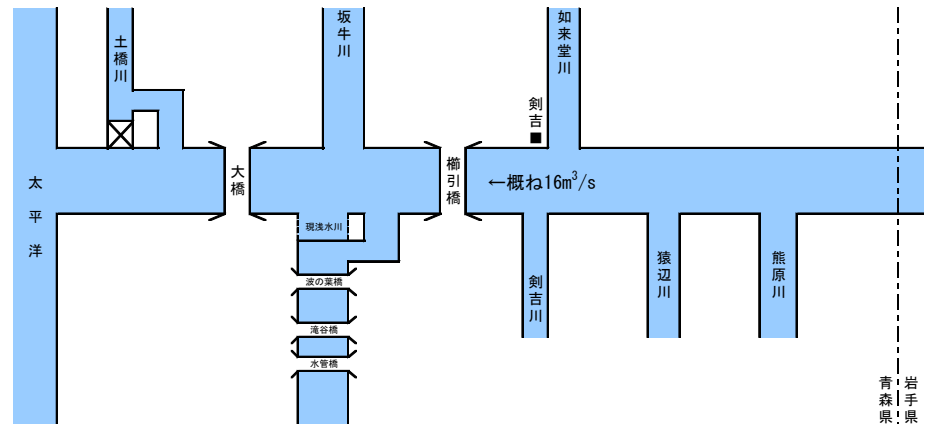 土橋川
坂牛川
如来堂川
剣吉
■
大橋
櫛引橋
←概ね16m³/s
太平洋
現浅水川
波の葉橋
滝谷橋
水管橋
剣吉川
猿辺川
熊原川
青森県
岩手県